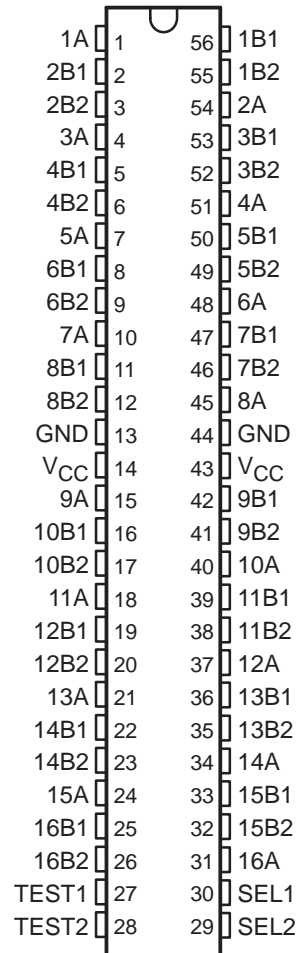 1A 1 56 1B1
2B1 2 55 1B2
2B2 3 54 2A
3A 4 53 3B1
4B1 5 52 3B2
4B2 6 51 4A
5A 7 50 5B1
6B1 8 49 5B2
6B2 9 48 6A
7A 10 47 7B1
8B1 11 46 7B2
8B2 12 45 8A
GND 13 44 GND
VCC 14 43 VCC
9A 15 42 9B1
10B1 16 41 9B2
10B2 17 40 10A
11A 18 39 11B1
12B1 19 38 11B2
12B2 20 37 12A
13A 21 36 13B1
14B1 22 35 13B2
14B2 23 34 14A
15A 24 33 15B1
16B1 25 32 15B2
16B2 26 31 16A
TEST1 27 30 SEL1
TEST2 28 29 SEL2